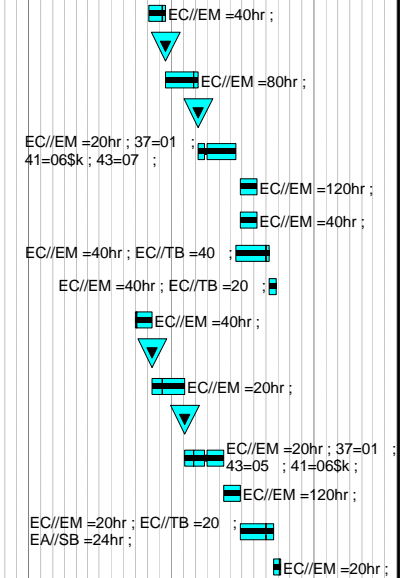 EC//EM =40hr ;
EC//EM =80hr ;
EC//EM =20hr ; 37=01 ;
41=06$k ; 43=07 ;
EC//EM =120hr ;
EC//EM =40hr ;
EC//EM =40hr ; EC//TB =40 ;
EC//EM =40hr ; EC//TB =20 ;
EC//EM =40hr ;
EC//EM =20hr ;
EC//EM =20hr ; 37=01 ;
43=05 ; 41=06$k ;
EC//EM =120hr ;
EC//EM =20hr ; EC//TB =20 ;
EA//SB =24hr ;
EC//EM =20hr ;